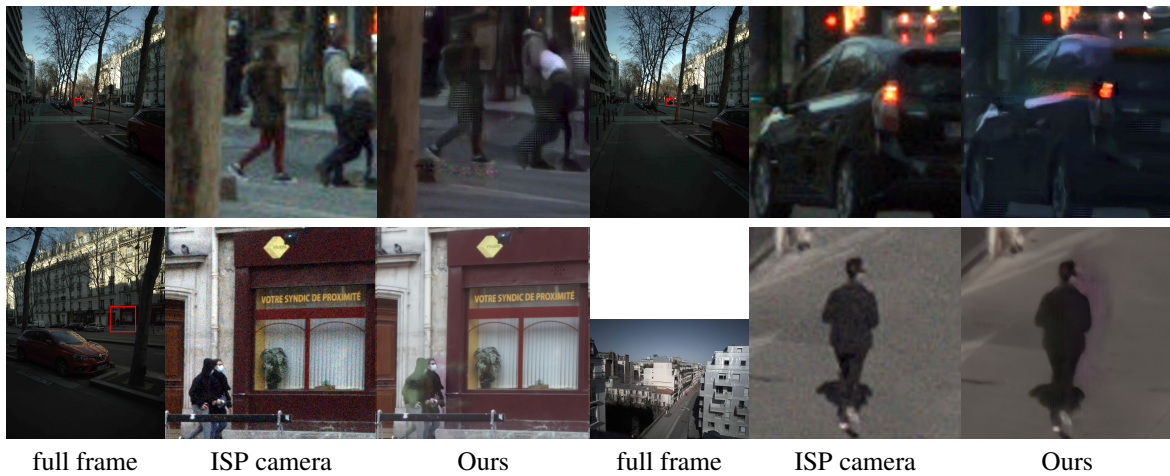 VOTRE SYNDIC DE PROXIMITÉ
VOTRE SYNDIC DE PROXIMITÉ
full frame ISP camera Ours full frame ISP camera Ours